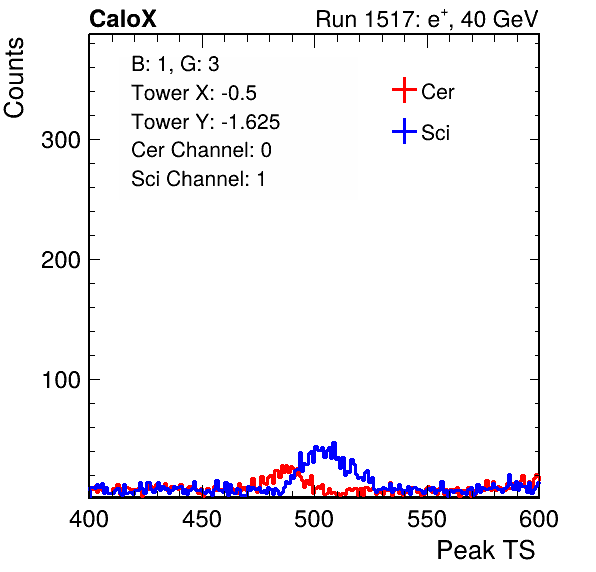 CaloX Run 1517: e⁺, 40 GeV
Counts
B: 1, G: 3
Tower X: -0.5
Tower Y: -1.625
Cer Channel: 0
Sci Channel: 1
Cer
Sci
300
200
100
400 450 500 550 600
Peak TS